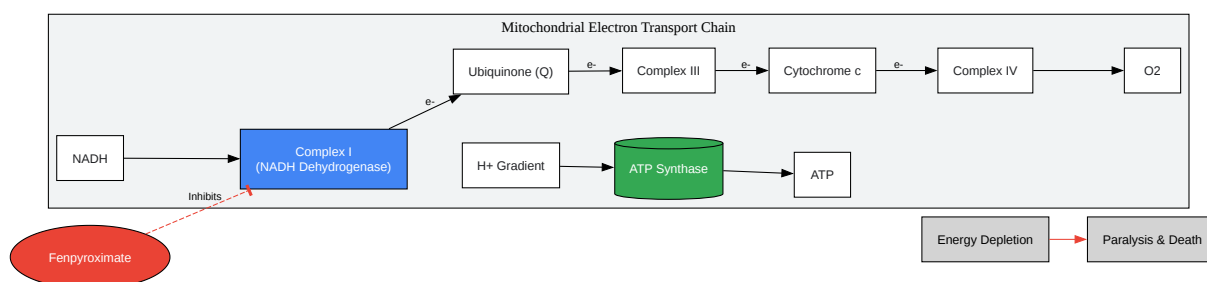 Mitochondrial Electron Transport Chain
Ubiquinone (Q)
e-
Complex III
e-
Cytochrome c
e-
Complex IV
O2
e-
NADH
Complex I
(NADH Dehydrogenase)
H+ Gradient
ATP Synthase
ATP
Inhibits
Fenpyroximate
Energy Depletion
Paralysis & Death